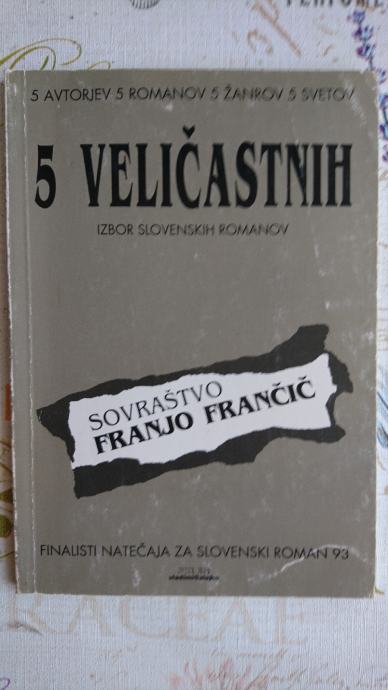 5 AVTORJEV 5 ROMANOV 5 ŽANROV 5 SVETOV
5 VELIČASTNIH
IZBOR SLOVENSKIH ROMANOV
SOVRAŠTVO
FRANJO FRANČIČ
FINALISTI NATEČAJA ZA SLOVENSKI ROMAN 93